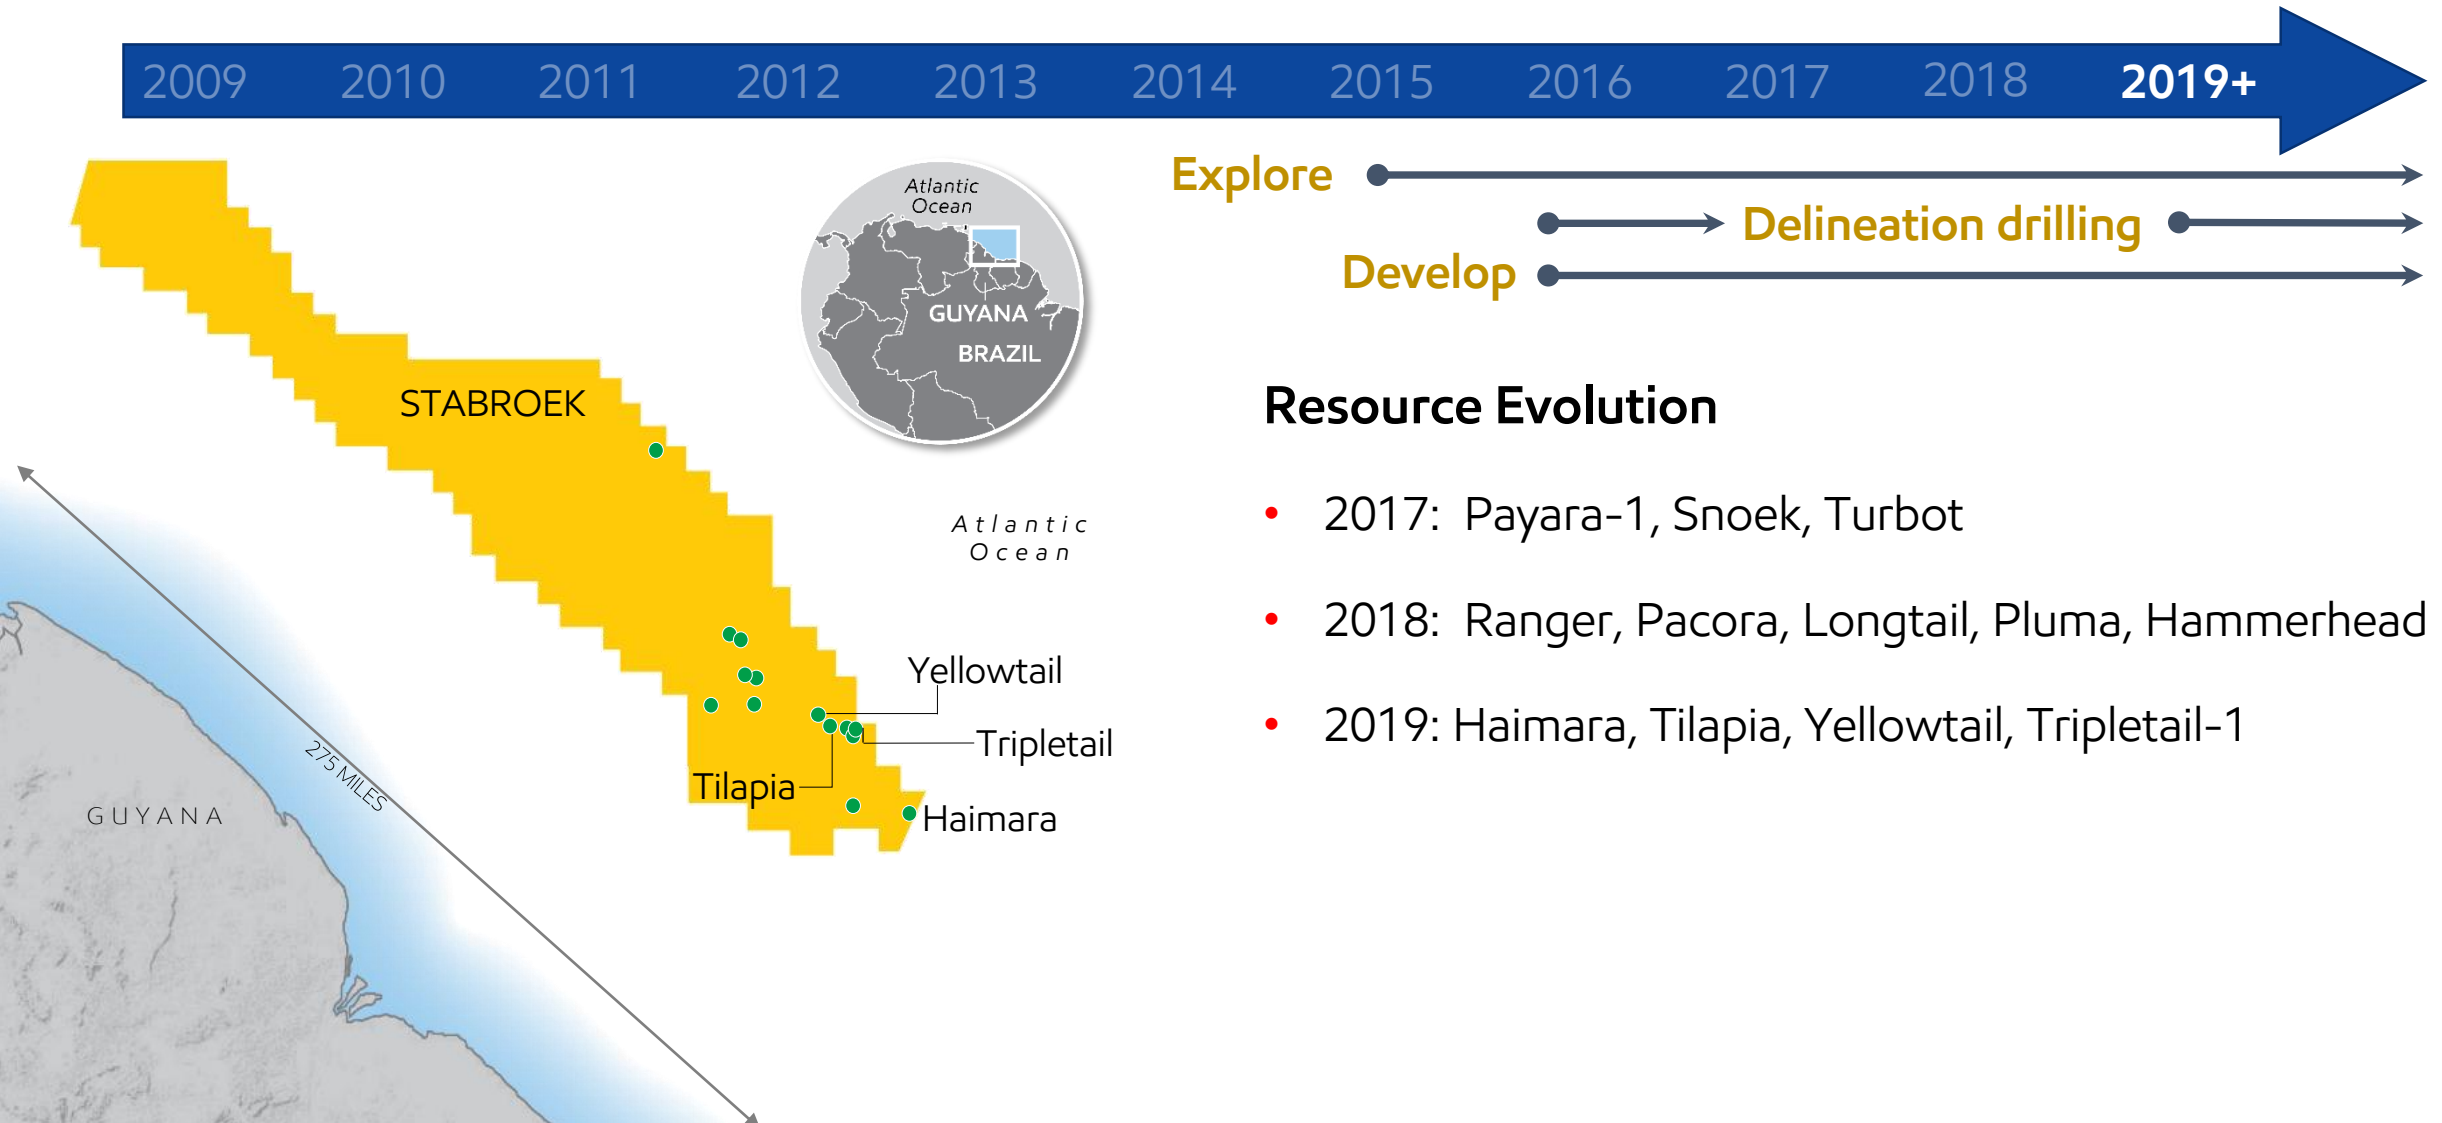 2009 2010 2011 2012 2013 2014 2015 2016 2017 2018 2019+
Explore
Delineation drilling
Develop
Atlantic
Ocean
GUYANA
BRAZIL
STABROEK
Atlantic
Ocean
Yellowtail
Tripletail
Tilapia
Haimara
275 MILES
GUYANA
Resource Evolution
• 2017: Payara-1, Snoek, Turbot
• 2018: Ranger, Pacora, Longtail, Pluma, Hammerhead
• 2019: Haimara, Tilapia, Yellowtail, Tripletail-1